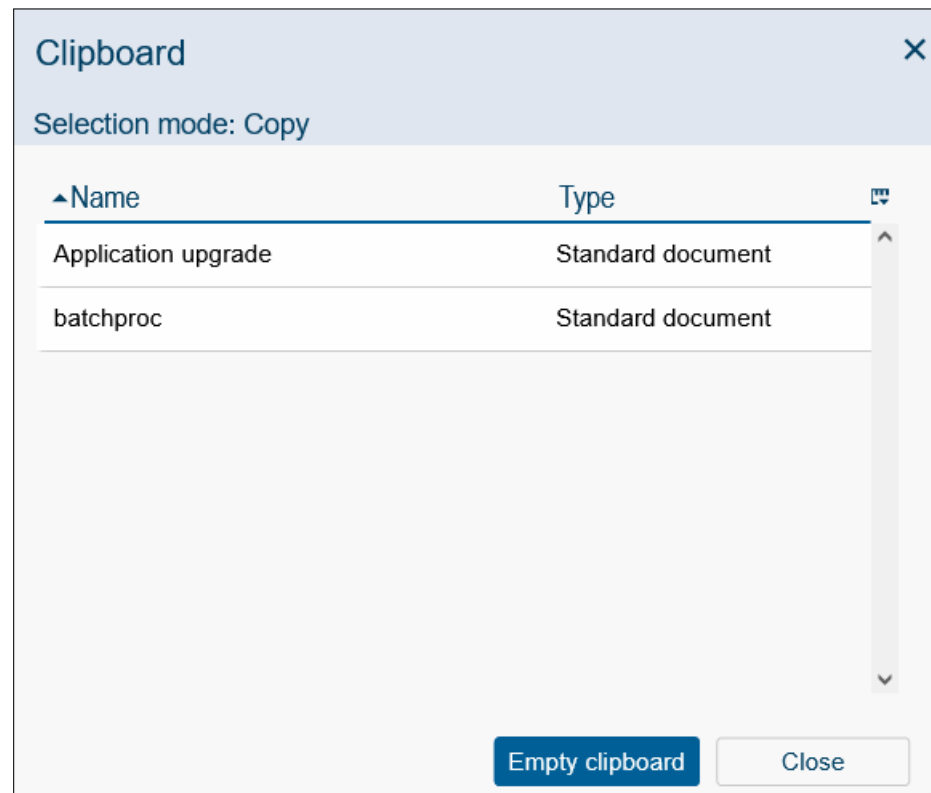 Clipboard
Selection mode: Copy
Name Type
Application upgrade Standard document
batchproc Standard document
Empty clipboard Close